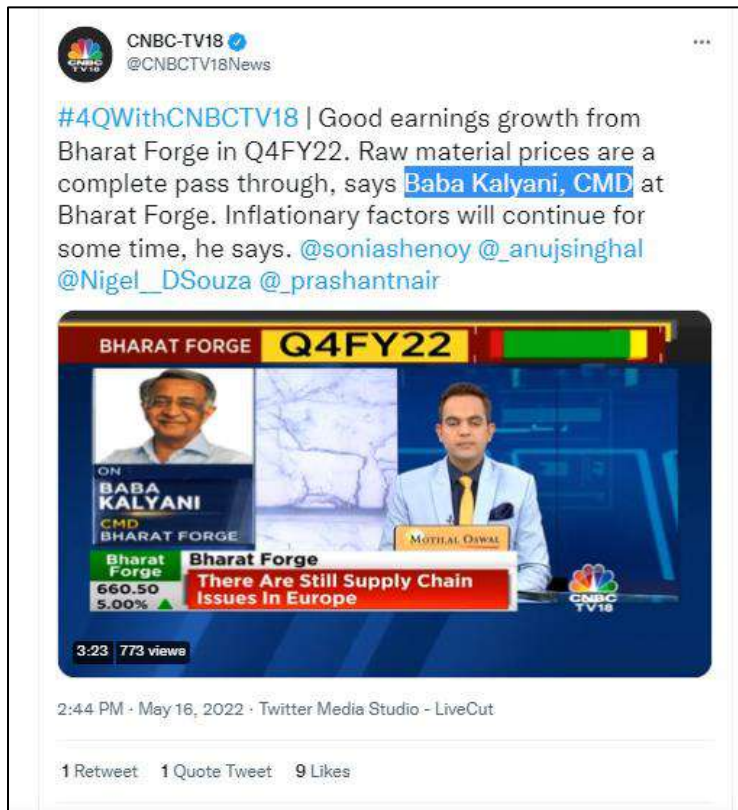 CNBC-TV18
@CNBCTV18News
#4QWithCNBCTV18 | Good earnings growth from
Bharat Forge in Q4FY22. Raw material prices are a
complete pass through, says Baba Kalyani, CMD at
Bharat Forge. Inflationary factors will continue for
some time, he says. @soniashenoy @_anujsinghal
@Nigel__DSouza @_prashantnair
BHARAT FORGE Q4FY22
ON
BABA
KALYANI
CMD
BHARAT FORGE
MOTILAL OSWAL
Bharat
Forge
660.50
5.00%
Bharat Forge
There Are Still Supply Chain
Issues In Europe
CNBC
TV18
3:23 773 views
2:44 PM · May 16, 2022 · Twitter Media Studio - LiveCut
1 Retweet 1 Quote Tweet 9 Likes